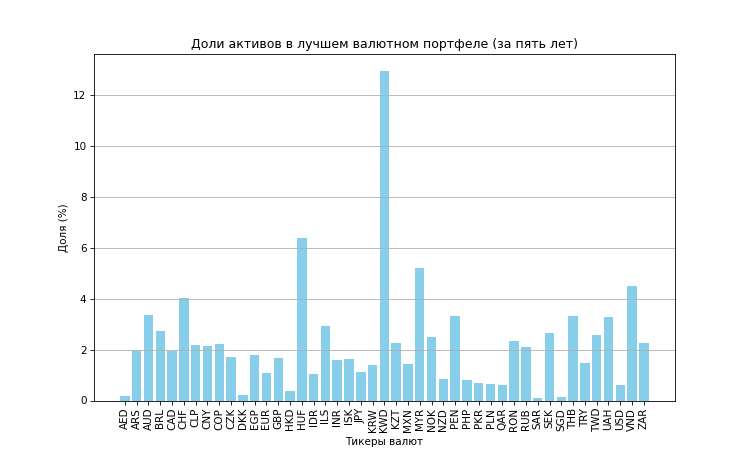 Доли активов в лучшем валютном портфеле (за пять лет)
Доля (%)
12
10
8
6
4
2
0
AED ARS AUD BRL CAD CHF CLP CNY COP CZK DKK EGP EUR GBP HKD HUF IDR ILS INR ISK JPY KRW KWD KZT MXN MYR NOK NZD PEN PHP PKR PLN QAR RON RUB SAR SEK SGD THB TRY TWD UAH USD VND ZAR
Тикеры валют